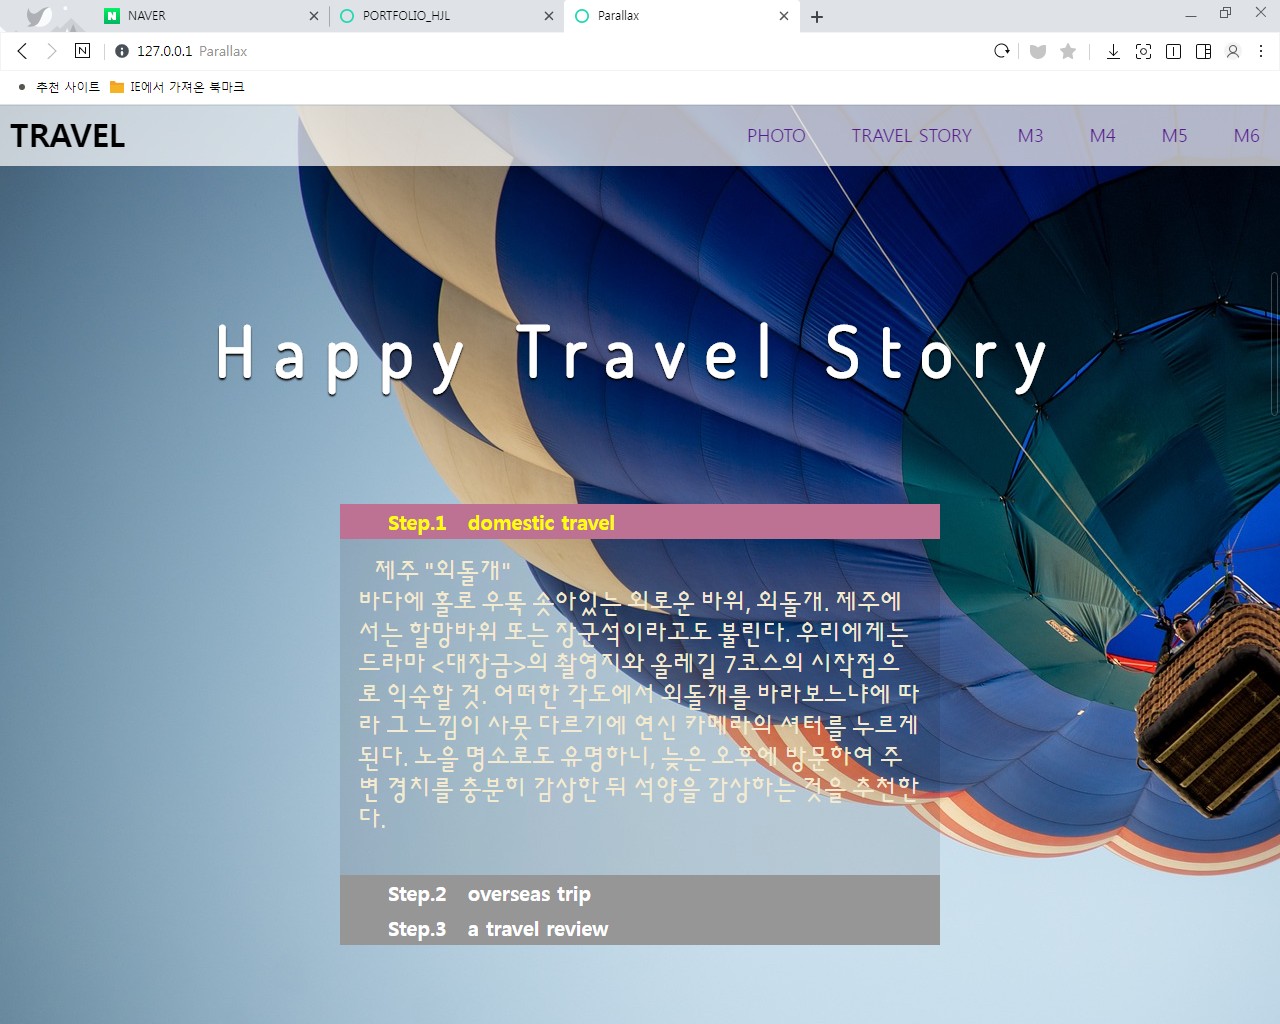 NAVER
PORTFOLIO_HJL
Parallax
127.0.0.1 Parallax
추천 사이트
IE에서 가져온 북마크
TRAVEL
PHOTO
TRAVEL STORY
M3
M4
M5
M6
Happy Travel Story
Step.1 domestic travel
제주 "외돌개"
바다에 홀로 우뚝 솟아있는 외로운 바위, 외돌개. 제주에
서는 할망바위 또는 장군석이라고도 불린다. 우리에게는
드라마 <대장금>의 촬영지와 올레길 7코스의 시작점으
로 익숙할 것. 어떠한 각도에서 외돌개를 바라보느냐에 따
라 그 느낌이 사뭇 다르기에 연신 카메라의 셔터를 누르게
된다. 노을 명소로도 유명하니, 늦은 오후에 방문하여 주
변 경치를 충분히 감상한 뒤 석양을 감상하는 것을 추천한
다.
Step.2 overseas trip
Step.3 a travel review